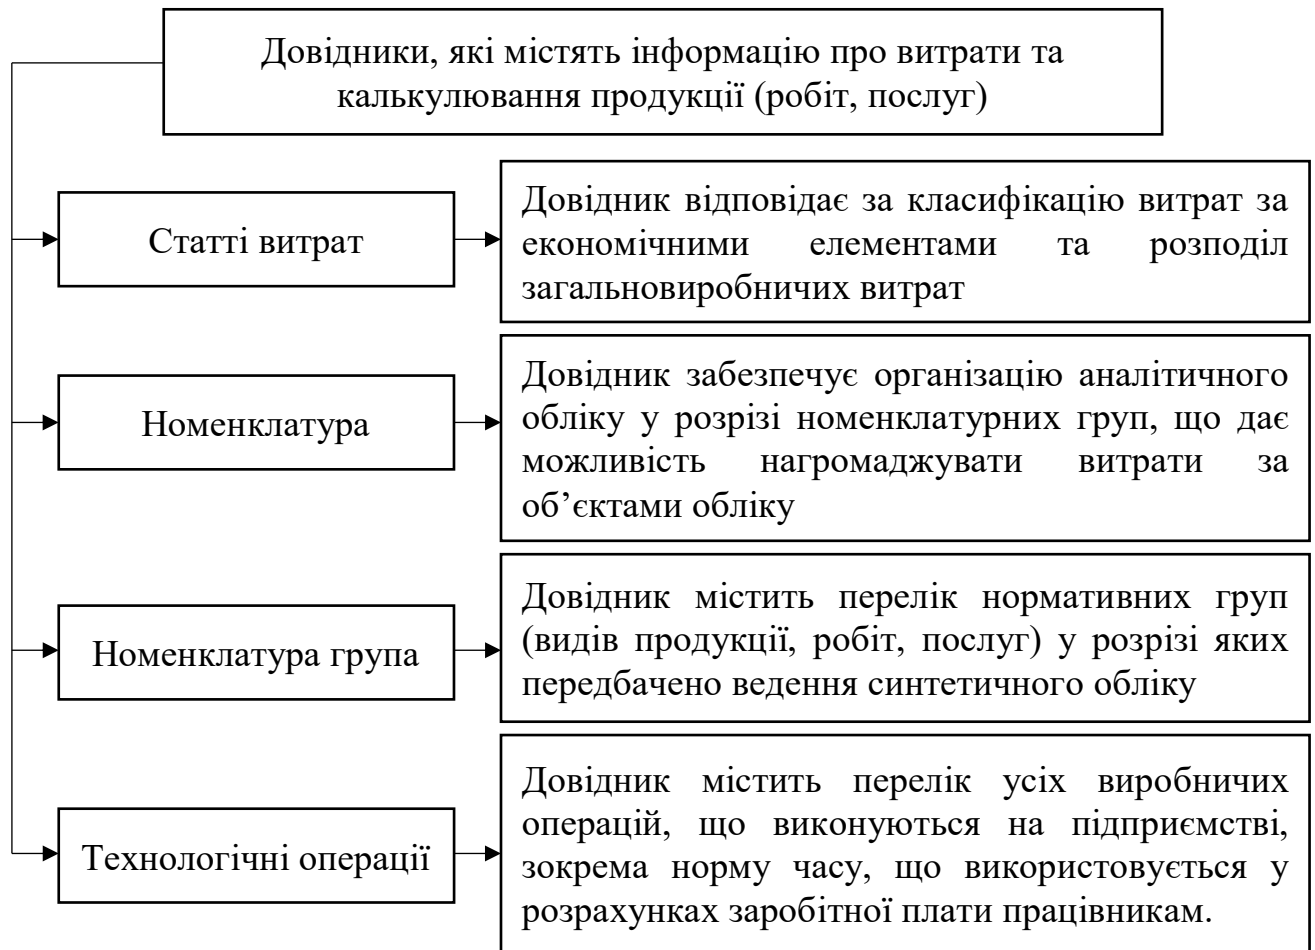 Довідники, які містять інформацію про витрати та
калькулювання продукції (робіт, послуг)
Статті витрат
Довідник відповідає за класифікацію витрат за
економічними елементами та розподіл
загальновиробничих витрат
Номенклатура
Довідник забезпечує організацію аналітичного
обліку у розрізі номенклатурних груп, що дає
можливість нагромаджувати витрати за
об’єктами обліку
Номенклатура група
Довідник містить перелік нормативних груп
(видів продукції, робіт, послуг) у розрізі яких
передбачено ведення синтетичного обліку
Технологічні операції
Довідник містить перелік усіх виробничих
операцій, що виконуються на підприємстві,
зокрема норму часу, що використовується у
розрахунках заробітної плати працівникам.